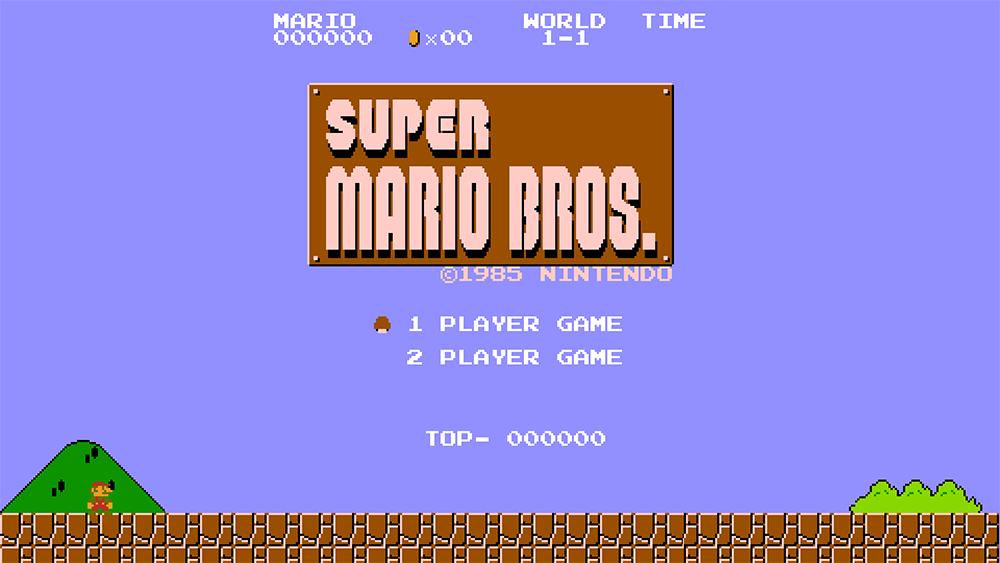 MARIO WORLD TIME
000000 ×00 1-1
SUPER
MARIO BROS.
©1985 NINTENDO
1 PLAYER GAME
2 PLAYER GAME
TOP- 000000